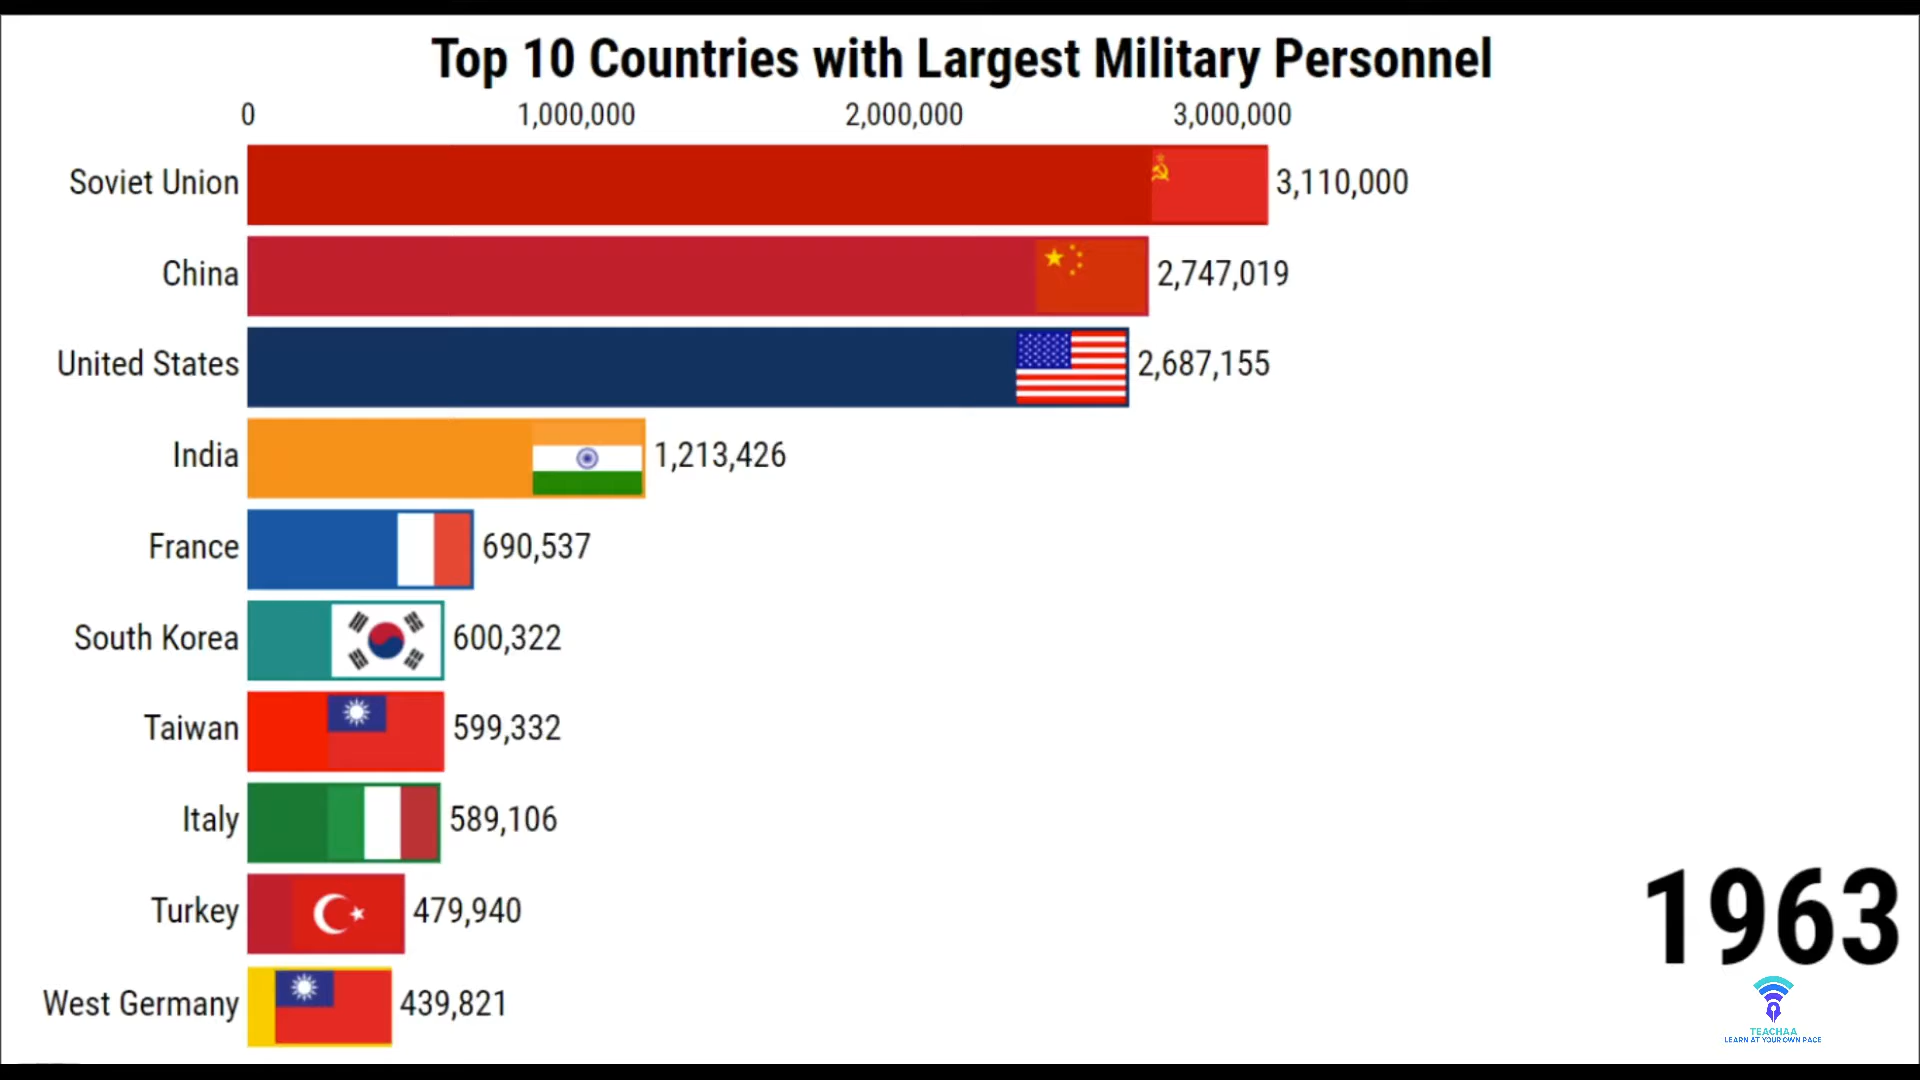 Top 10 Countries with Largest Military Personnel
0 1,000,000 2,000,000 3,000,000
Soviet Union 3,110,000
China 2,747,019
United States 2,687,155
India 1,213,426
France 690,537
South Korea 600,322
Taiwan 599,332
Italy 589,106
Turkey 479,940
West Germany 439,821
1963
TEACHAA
LEARN AT YOUR OWN PACE